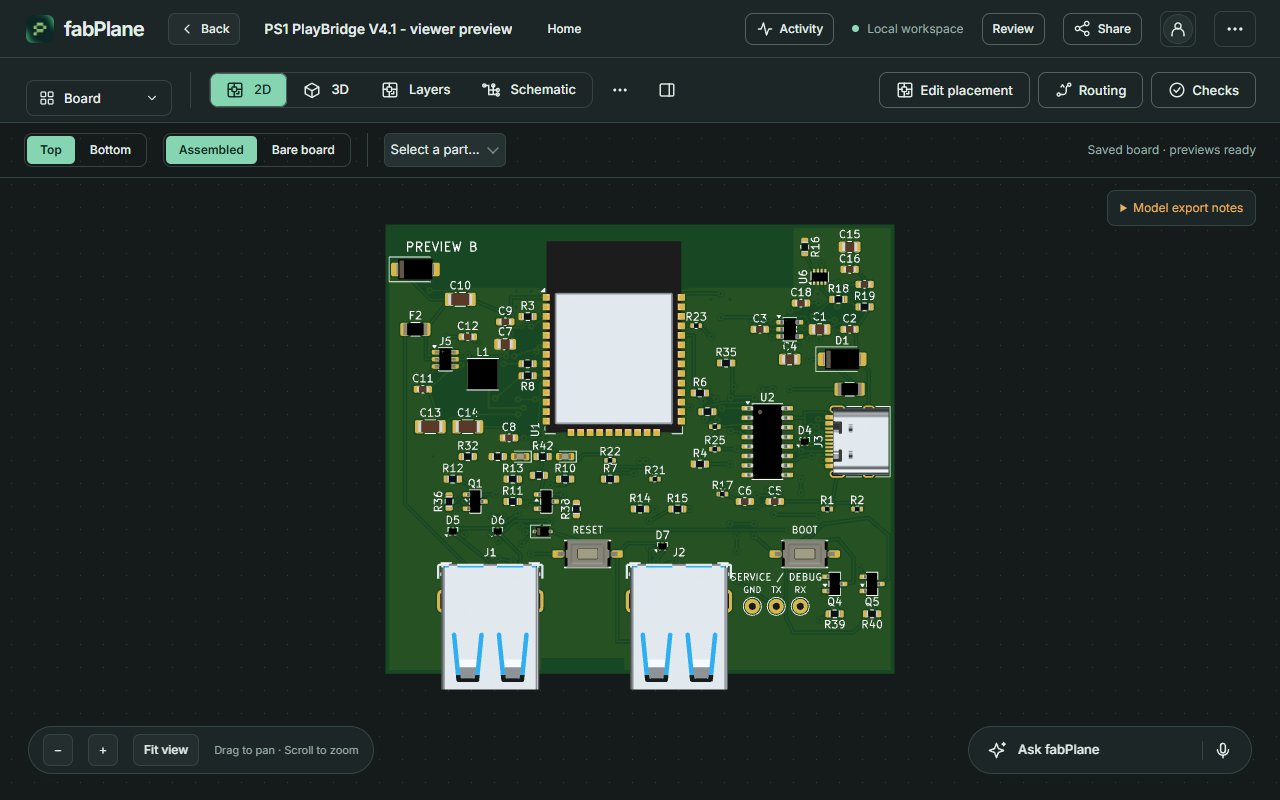 fabPlane
Back
PS1 PlayBridge V4.1 - viewer preview
Home
Activity
Local workspace
Review
Share
Board
2D
3D
Layers
Schematic
Edit placement
Routing
Checks
Top
Bottom
Assembled
Bare board
Select a part...
Saved board · previews ready
Model export notes
PREVIEW B
R16
C15
C16
U6
C10
C18
R18
R19
R3
C9
F2
C12
C7
R23
C3
C1
C2
J5
L1
R35
C4
D1
C11
R8
R6
U2
C13
C14
C8
U1
D4
J3
R32
R42
R22
R25
R4
R12
R13
R10
R7
R21
Q1
R17
R36
R11
R38
R14
R15
C6
C5
R1
R2
D5
D6
RESET
D7
BOOT
J1
J2
SERVICE / DEBUG
GND TX RX
Q4
Q5
R39
R40
−
+
Fit view
Drag to pan · Scroll to zoom
Ask fabPlane